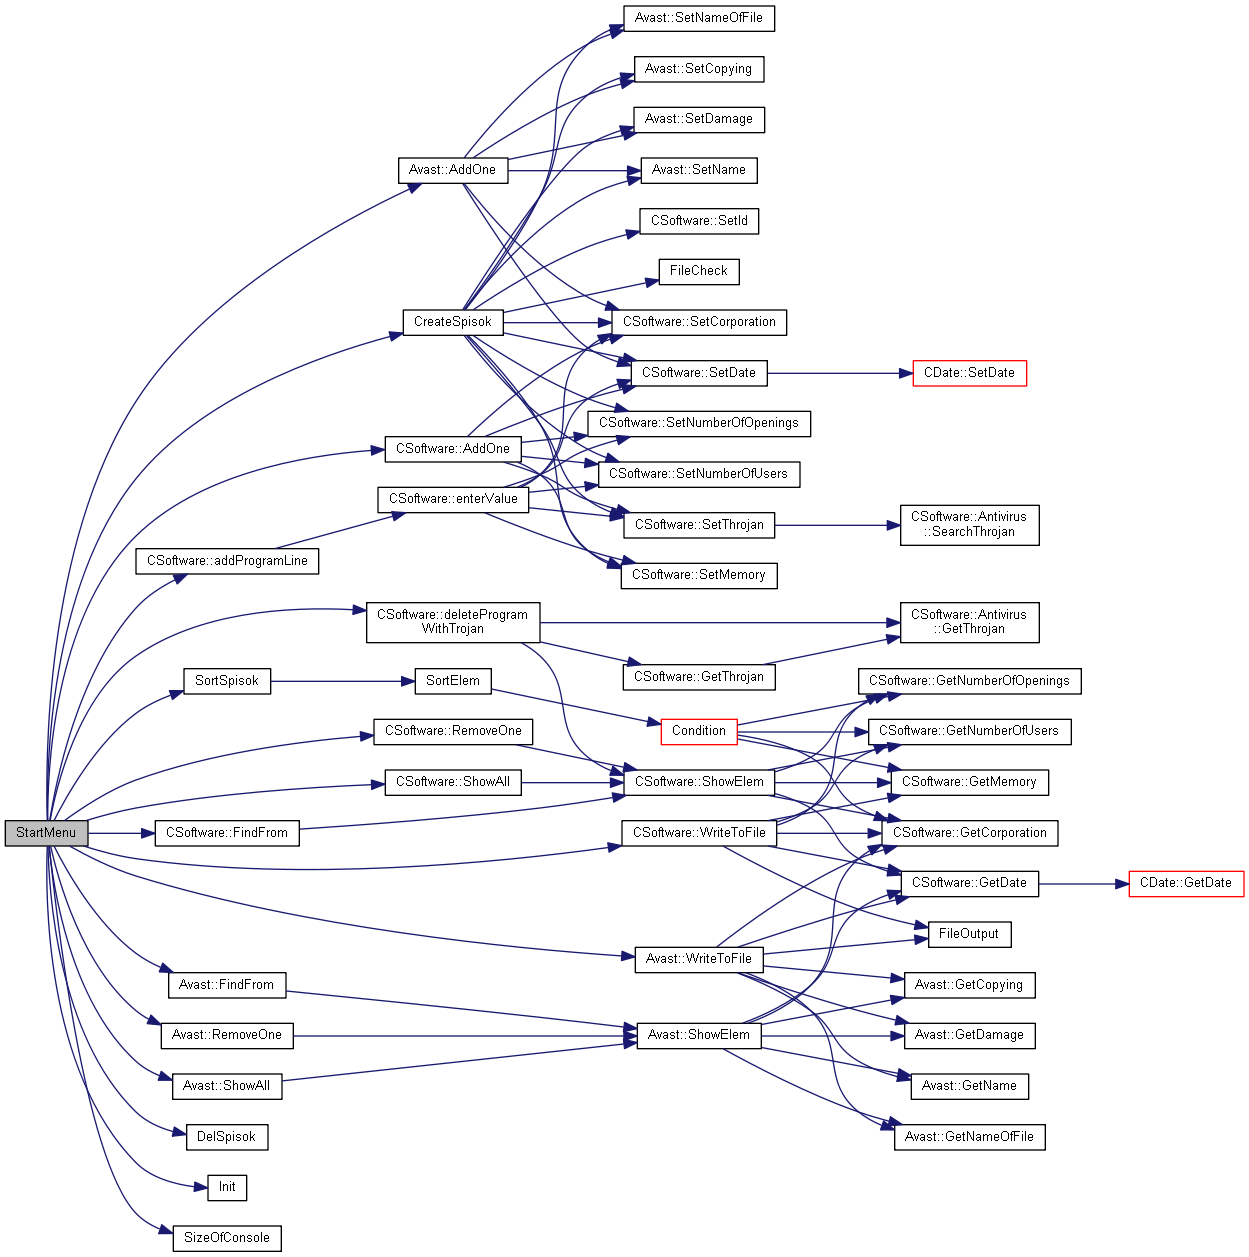 Avast::SetNameOfFile
Avast::SetCopying
Avast::SetDamage
Avast::AddOne
Avast::SetName
CSoftware::SetId
FileCheck
CreateSpisok
CSoftware::SetCorporation
CSoftware::SetDate
CDate::SetDate
CSoftware::SetNumberOfOpenings
CSoftware::AddOne
CSoftware::SetNumberOfUsers
CSoftware::enterValue
CSoftware::SetThrojan
CSoftware::Antivirus
::SearchThrojan
CSoftware::addProgramLine
CSoftware::SetMemory
CSoftware::deleteProgram
WithTrojan
CSoftware::Antivirus
::GetThrojan
CSoftware::GetThrojan
SortSpisok
SortElem
CSoftware::GetNumberOfOpenings
CSoftware::RemoveOne
Condition
CSoftware::GetNumberOfUsers
CSoftware::ShowAll
CSoftware::ShowElem
CSoftware::GetMemory
StartMenu
CSoftware::FindFrom
CSoftware::WriteToFile
CSoftware::GetCorporation
CSoftware::GetDate
CDate::GetDate
FileOutput
Avast::WriteToFile
Avast::FindFrom
Avast::GetCopying
Avast::RemoveOne
Avast::ShowElem
Avast::GetDamage
Avast::ShowAll
Avast::GetName
DelSpisok
Avast::GetNameOfFile
Init
SizeOfConsole